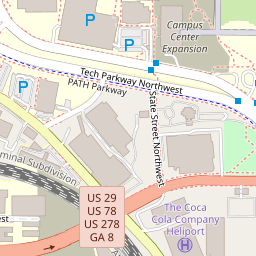 P
Campus
Center
Expansion
P
Tech Parkway Northwest
P
PATH Parkway
State Street Northwest
minal Subdivision
US 29
US 78
US 278
GA 8
The Coca
Cola Company
Heliport
est